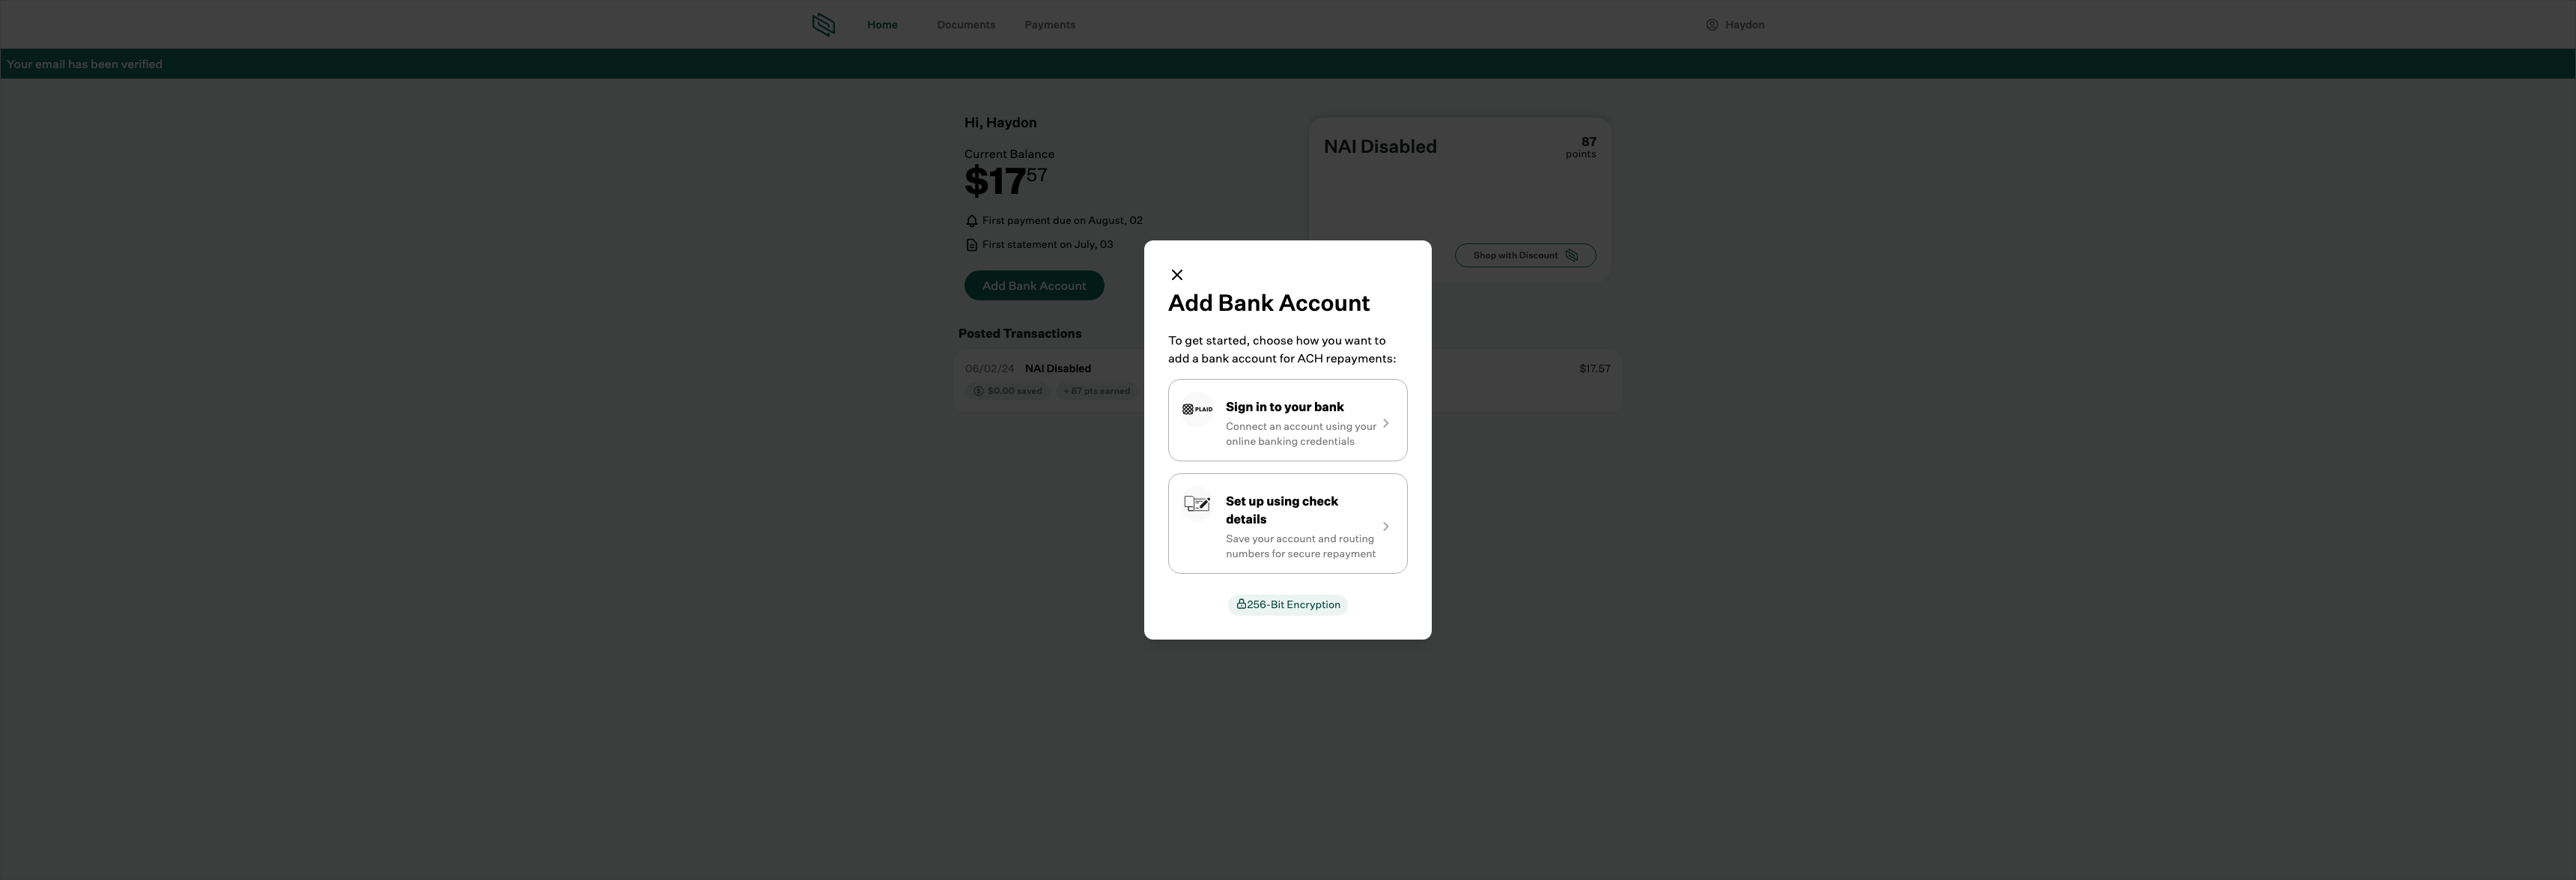 Home Documents Payments Haydon
Your email has been verified
Hi, Haydon
Current Balance
$17 57
First payment due on August, 02
First statement on July, 03
Add Bank Account
NAI Disabled
87
points
Shop with Discount
Posted Transactions
06/02/24 NAI Disabled $17.57
$0.00 saved + 87 pts earned
Add Bank Account
To get started, choose how you want to
add a bank account for ACH repayments:
PLAID
Sign in to your bank
Connect an account using your
online banking credentials
Set up using check
details
Save your account and routing
numbers for secure repayment
256-Bit Encryption